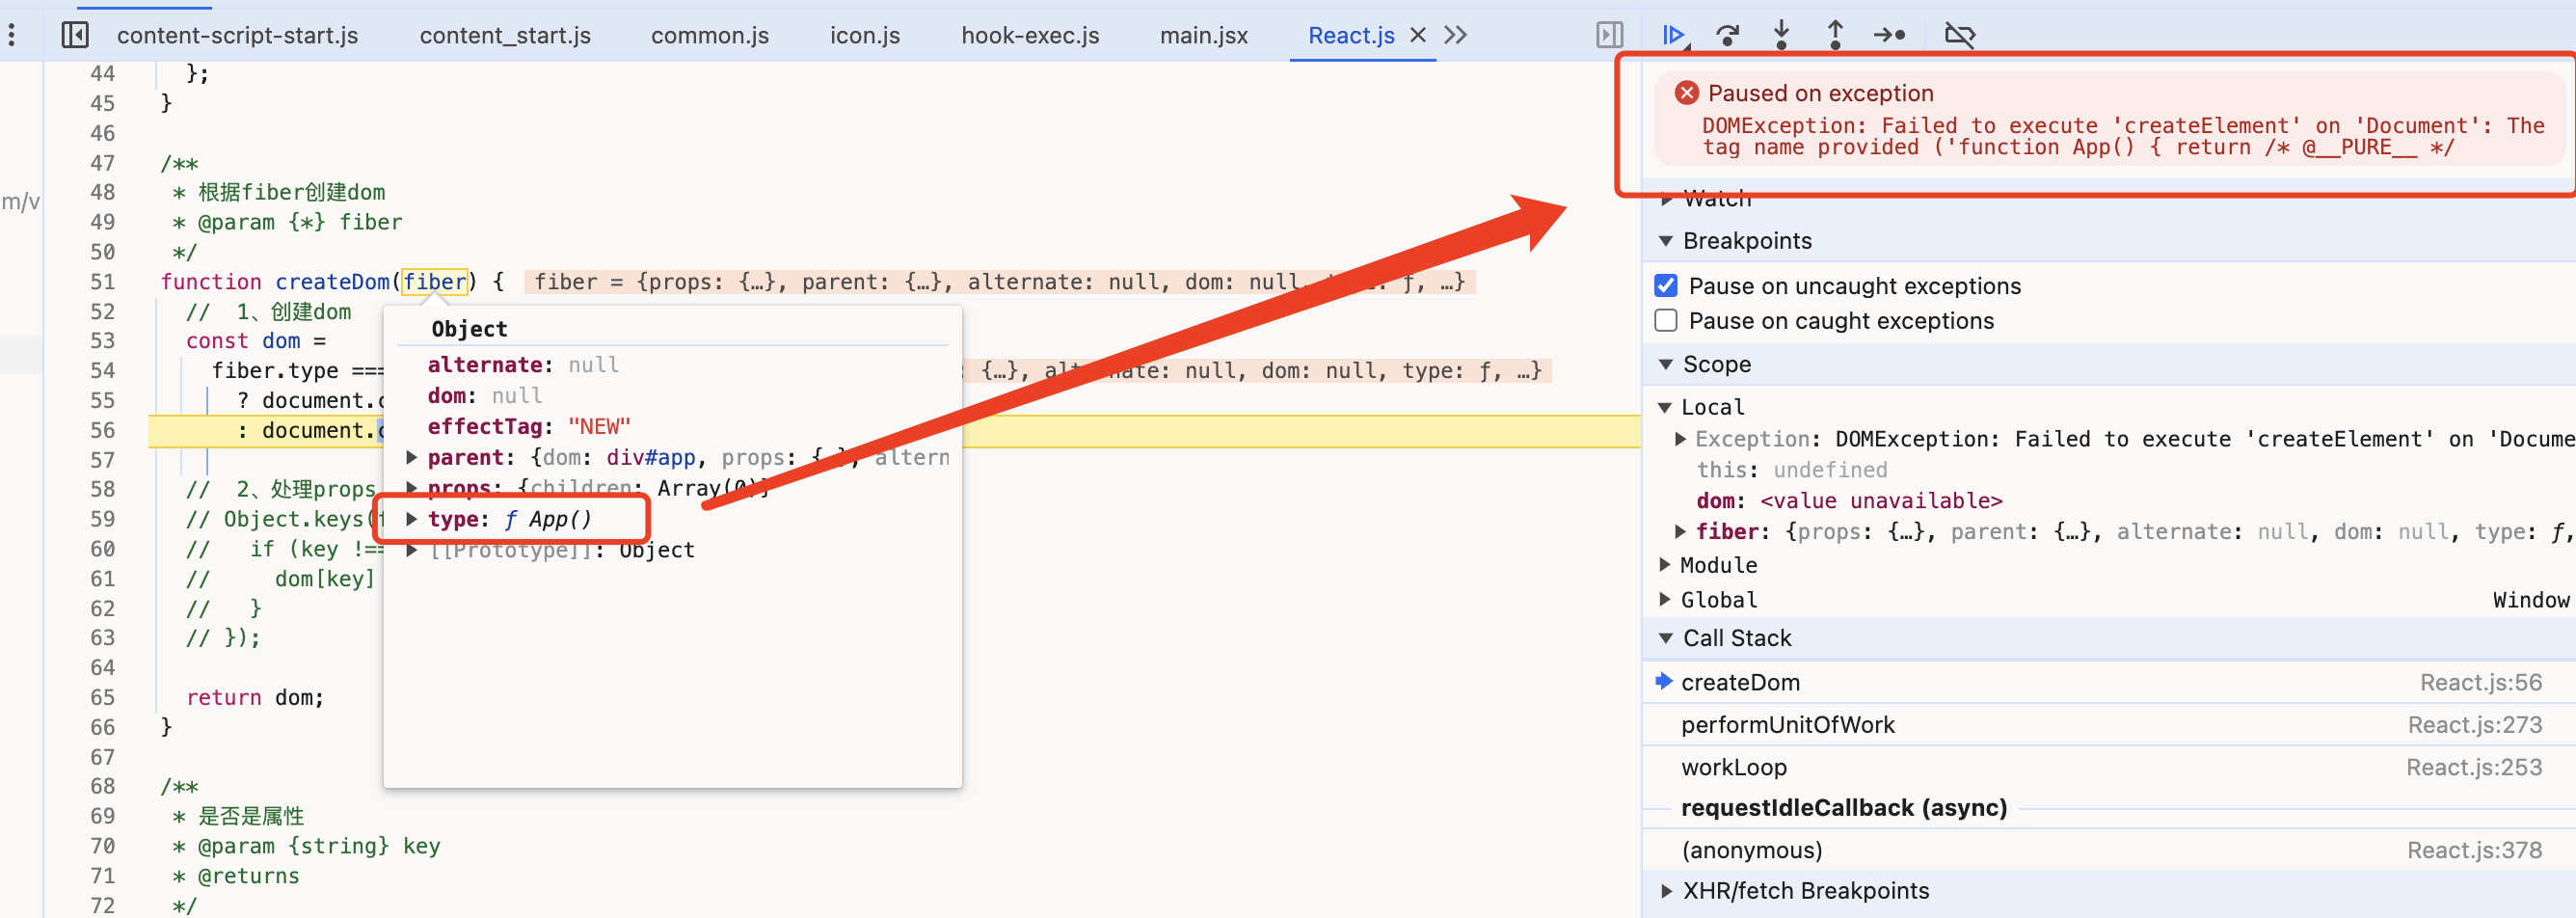 content-script-start.js content_start.js common.js icon.js hook-exec.js main.jsx React.js
m/v
44 };
45 }
46
47 /**
48 * 根据fiber创建dom
49 * @param {*} fiber
50 */
51 function createDom(fiber) { fiber = {props: {…}, parent: {…}, alternate: null, dom: null, : ƒ, …}
52 // 1、创建dom
53 const dom =
54 fiber.type === : {…}, alternate: null, dom: null, type: ƒ, …}
55 ? document.c
56 : document.c
57
58 // 2、处理props
59 // Object.keys(f
60 // if (key !==
61 // dom[key]
62 // }
63 // });
64
65 return dom;
66 }
67
68 /**
69 * 是否是属性
70 * @param {string} key
71 * @returns
72 */
Object
alternate: null
dom: null
effectTag: "NEW"
parent: {dom: div#app, props: {…}, altern
props: {children: Array(0)}
type: ƒ App()
[[Prototype]]: Object
Paused on exception
DOMException: Failed to execute 'createElement' on 'Document': The
tag name provided ('function App() { return /* @__PURE__ */
Watch
Breakpoints
Pause on uncaught exceptions
Pause on caught exceptions
Scope
Local
Exception: DOMException: Failed to execute 'createElement' on 'Docume
this: undefined
dom: <value unavailable>
fiber: {props: {…}, parent: {…}, alternate: null, dom: null, type: ƒ,
Module
Global Window
Call Stack
createDom React.js:56
performUnitOfWork React.js:273
workLoop React.js:253
requestIdleCallback (async)
(anonymous) React.js:378
XHR/fetch Breakpoints